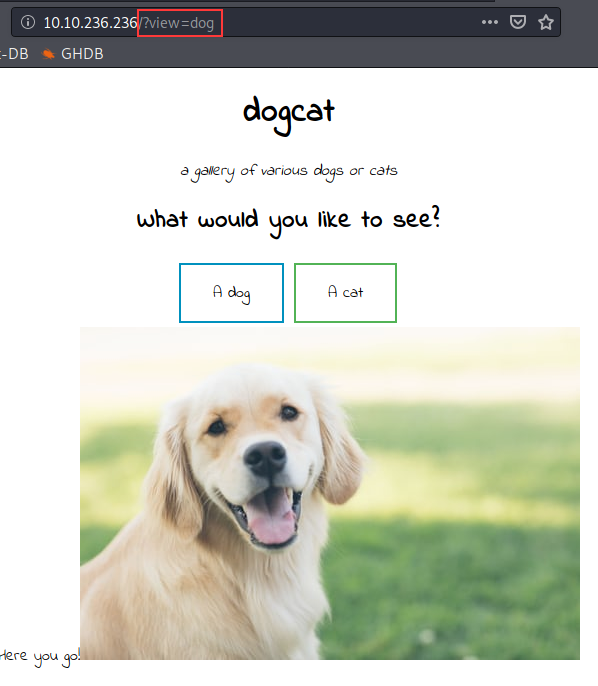 10.10.236.236/?view=dog
-DB GHDB
dogcat
a gallery of various dogs or cats
What would you like to see?
A dog A cat
Here you go!